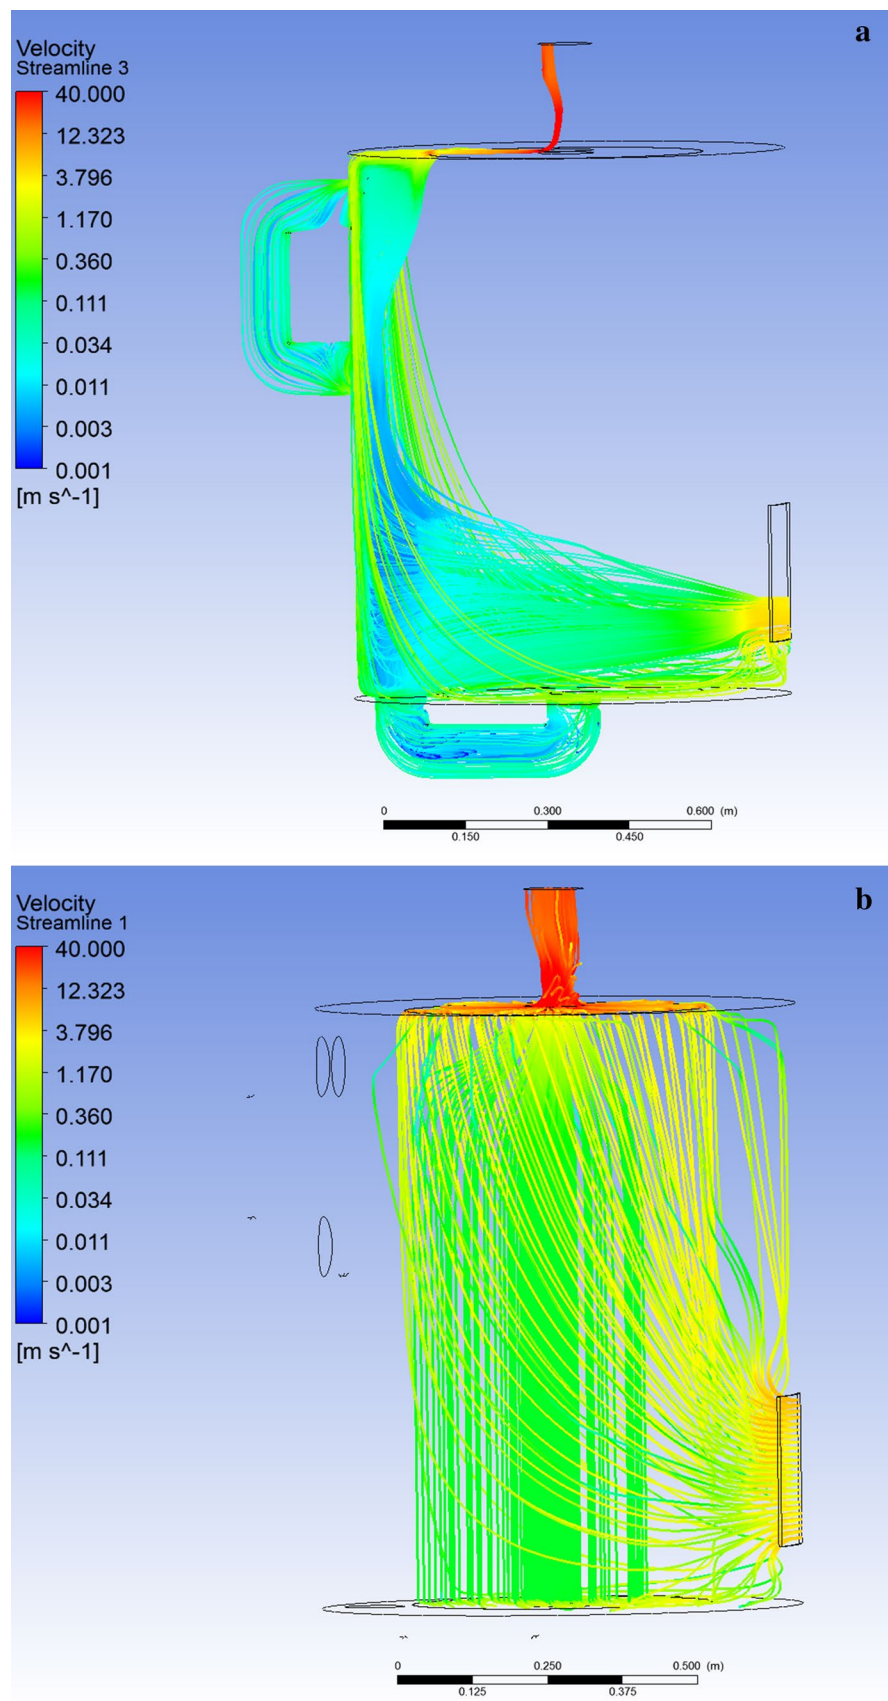 a
Velocity
Streamline 3
40.000
12.323
3.796
1.170
0.360
0.111
0.034
0.011
0.003
0.001
[m s^-1]
0 0.300 0.600 (m)
0.150 0.450
b
Velocity
Streamline 1
40.000
12.323
3.796
1.170
0.360
0.111
0.034
0.011
0.003
0.001
[m s^-1]
0 0.250 0.500 (m)
0.125 0.375